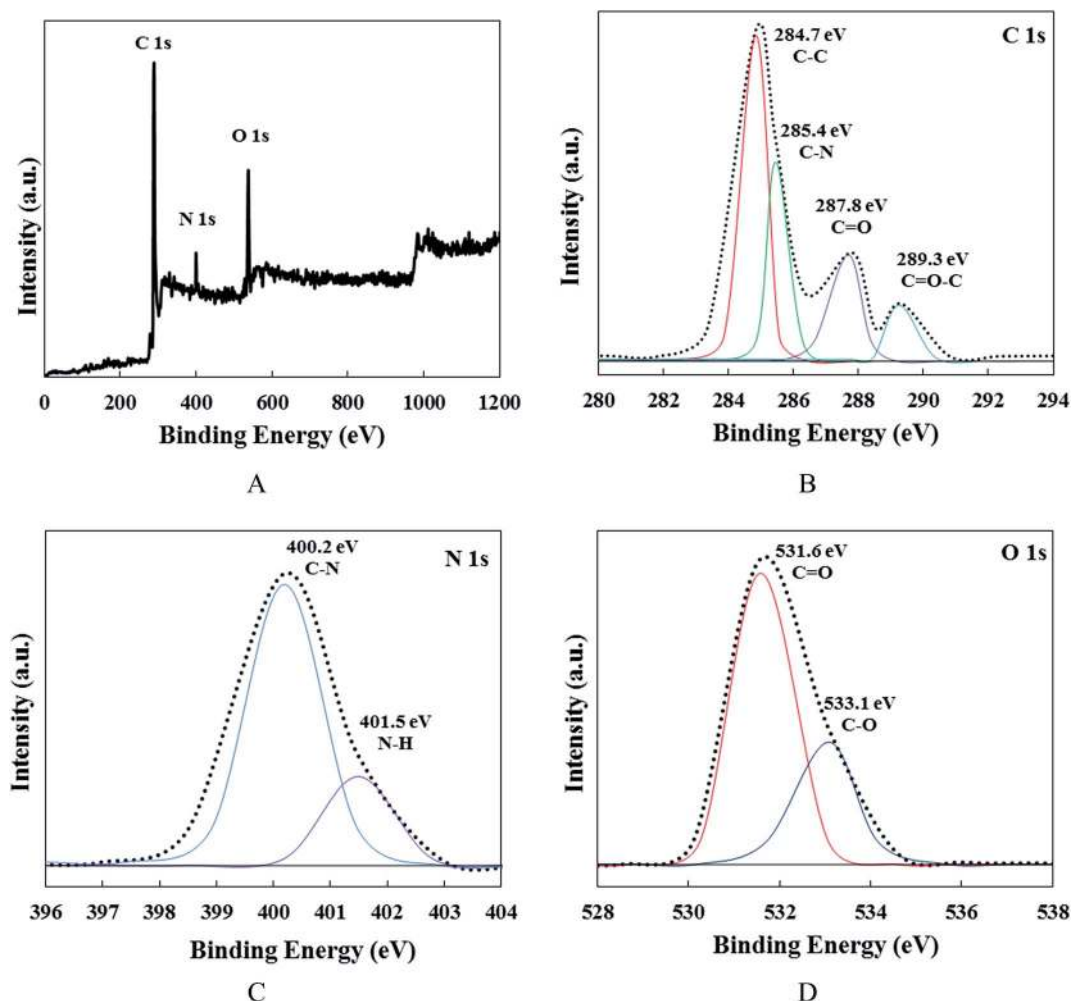 C 1s
O 1s
N 1s
Intensity (a.u.)
0 200 400 600 800 1000 1200
Binding Energy (eV)
A
C 1s
284.7 eV
C-C
285.4 eV
C-N
287.8 eV
C=O
289.3 eV
C=O-C
Intensity (a.u.)
280 282 284 286 288 290 292 294
Binding Energy (eV)
B
N 1s
400.2 eV
C-N
401.5 eV
N-H
Intensity (a.u.)
396 397 398 399 400 401 402 403 404
Binding Energy (eV)
C
O 1s
531.6 eV
C=O
533.1 eV
C-O
Intensity (a.u.)
528 530 532 534 536 538
Binding Energy (eV)
D